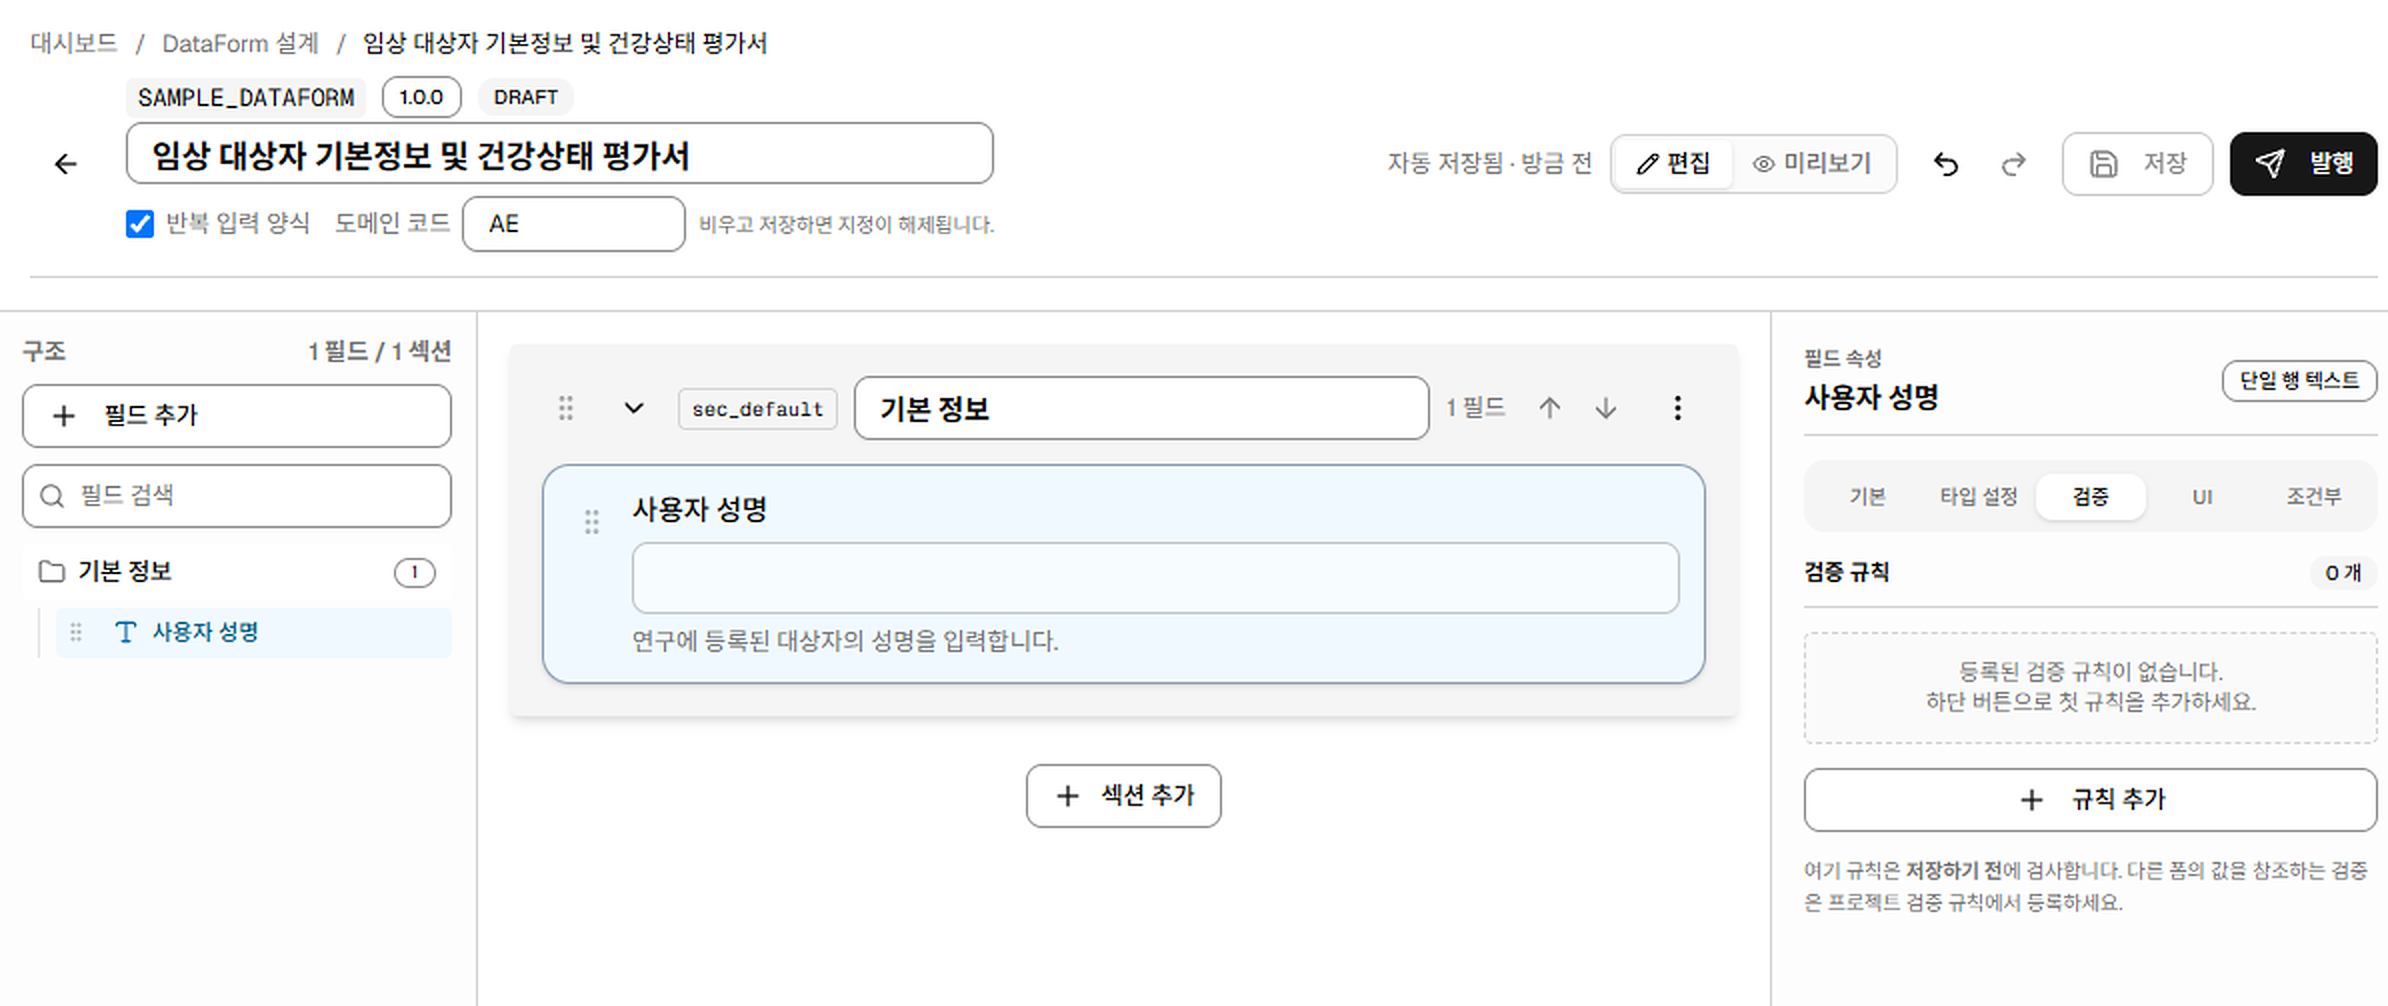 대시보드 / DataForm 설계 / 임상 대상자 기본정보 및 건강상태 평가서
SAMPLE_DATAFORM 1.0.0 DRAFT
임상 대상자 기본정보 및 건강상태 평가서
자동 저장됨 · 방금 전 편집 미리보기 저장 발행
반복 입력 양식 도메인 코드 AE 비우고 저장하면 지정이 해제됩니다.
구조 1 필드 / 1 섹션
필드 추가
필드 검색
기본 정보 1
사용자 성명
sec_default 기본 정보 1 필드
사용자 성명
연구에 등록된 대상자의 성명을 입력합니다.
섹션 추가
필드 속성
사용자 성명 단일 행 텍스트
기본 타입 설정 검증 UI 조건부
검증 규칙 0 개
등록된 검증 규칙이 없습니다.
하단 버튼으로 첫 규칙을 추가하세요.
규칙 추가
여기 규칙은 저장하기 전에 검사합니다. 다른 폼의 값을 참조하는 검증
은 프로젝트 검증 규칙에서 등록하세요.